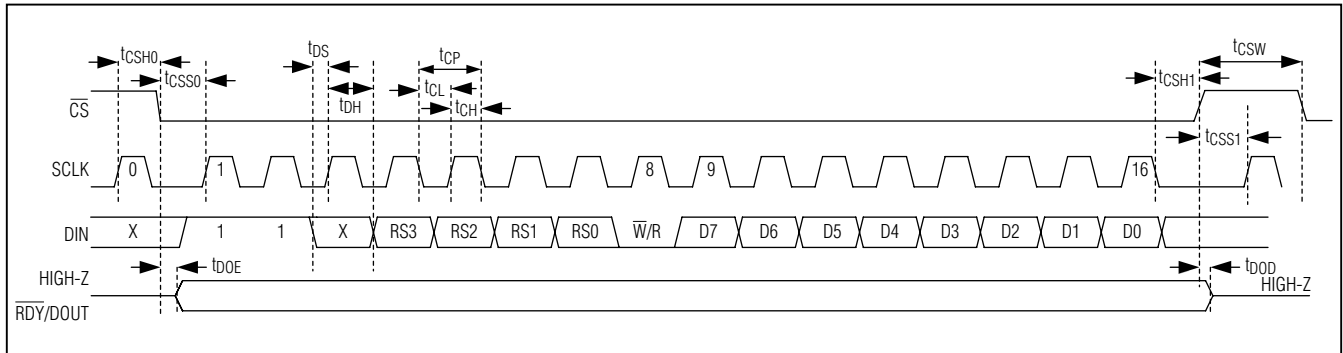 tCSH0 tDS tCP tCSW
tCSS0 tCL tCSH1
tDH tCH
CS
tCSS1
SCLK 0 1 8 9 16
DIN X 1 1 X RS3 RS2 RS1 RS0 W/R D7 D6 D5 D4 D3 D2 D1 D0
tDOE tDOD
HIGH-Z HIGH-Z
RDY/DOUT